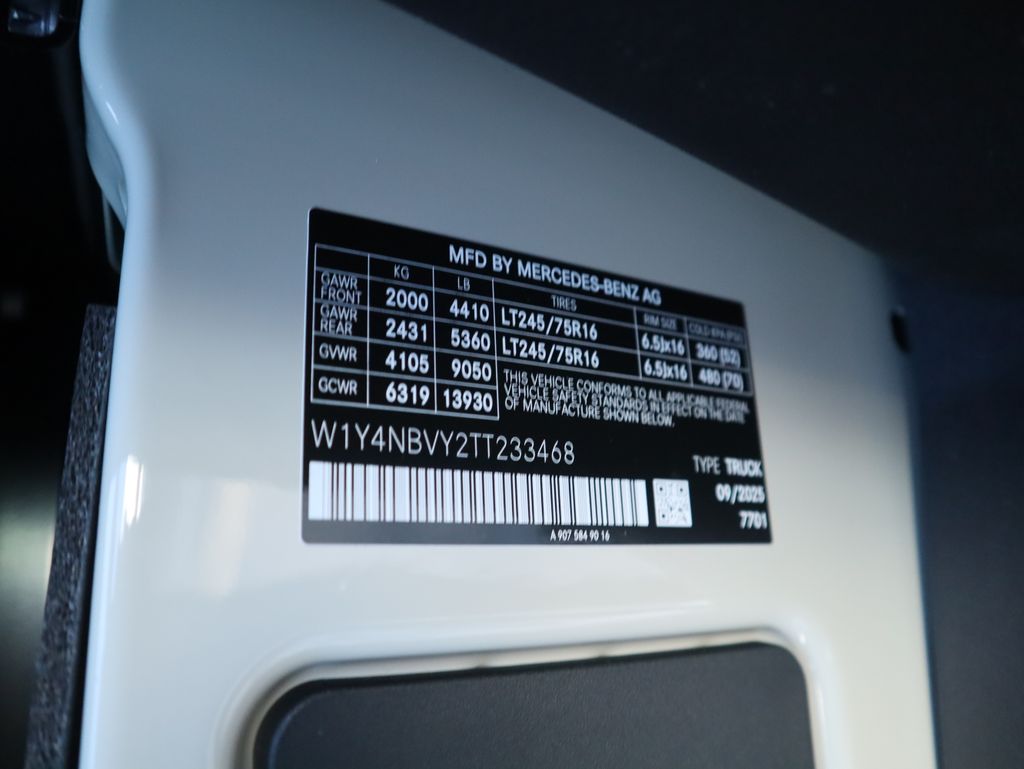 MFD BY MERCEDES-BENZ AG
KG LB TIRES RIM SIZE COLD KPA (PSI)
GAWR FRONT 2000 4410 LT245/75R16 6.5Jx16 360 (52)
GAWR REAR 2431 5360 LT245/75R16 6.5Jx16 480 (70)
GVWR 4105 9050
GCWR 6319 13930
THIS VEHICLE CONFORMS TO ALL APPLICABLE FEDERAL
VEHICLE SAFETY STANDARDS IN EFFECT ON THE DATE
OF MANUFACTURE SHOWN BELOW.
W1Y4NBVY2TT233468
TYPE TRUCK
09/2025
7701
A 907 584 90 16